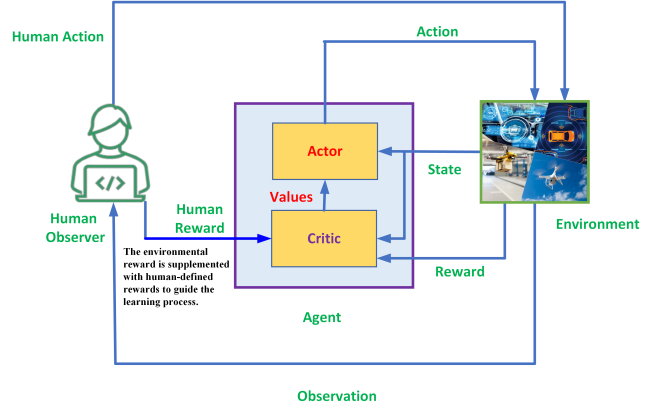 Human Action
Action
Actor
State
Values
Human
Reward
Human
Observer
Critic
Environment
The environmental
reward is supplemented
with human-defined
rewards to guide the
learning process.
Reward
Agent
Observation